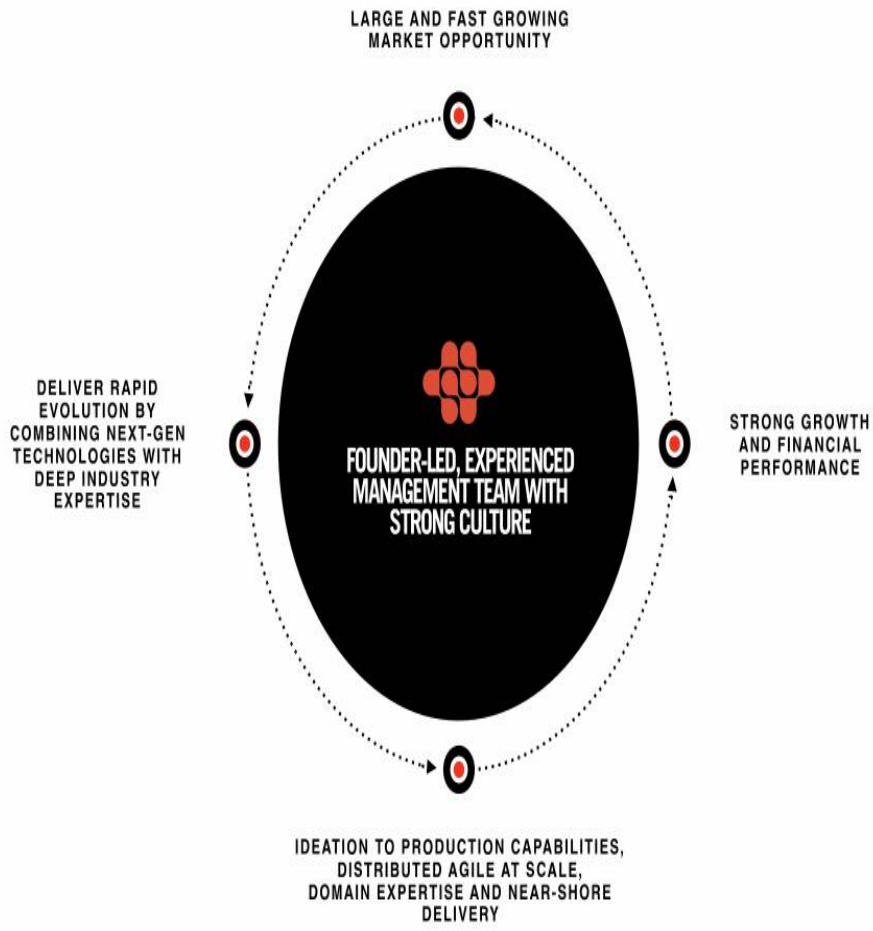 LARGE AND FAST GROWING
MARKET OPPORTUNITY
DELIVER RAPID
EVOLUTION BY
COMBINING NEXT-GEN
TECHNOLOGIES WITH
DEEP INDUSTRY
EXPERTISE
FOUNDER-LED, EXPERIENCED
MANAGEMENT TEAM WITH
STRONG CULTURE
STRONG GROWTH
AND FINANCIAL
PERFORMANCE
IDEATION TO PRODUCTION CAPABILITIES,
DISTRIBUTED AGILE AT SCALE,
DOMAIN EXPERTISE AND NEAR-SHORE
DELIVERY